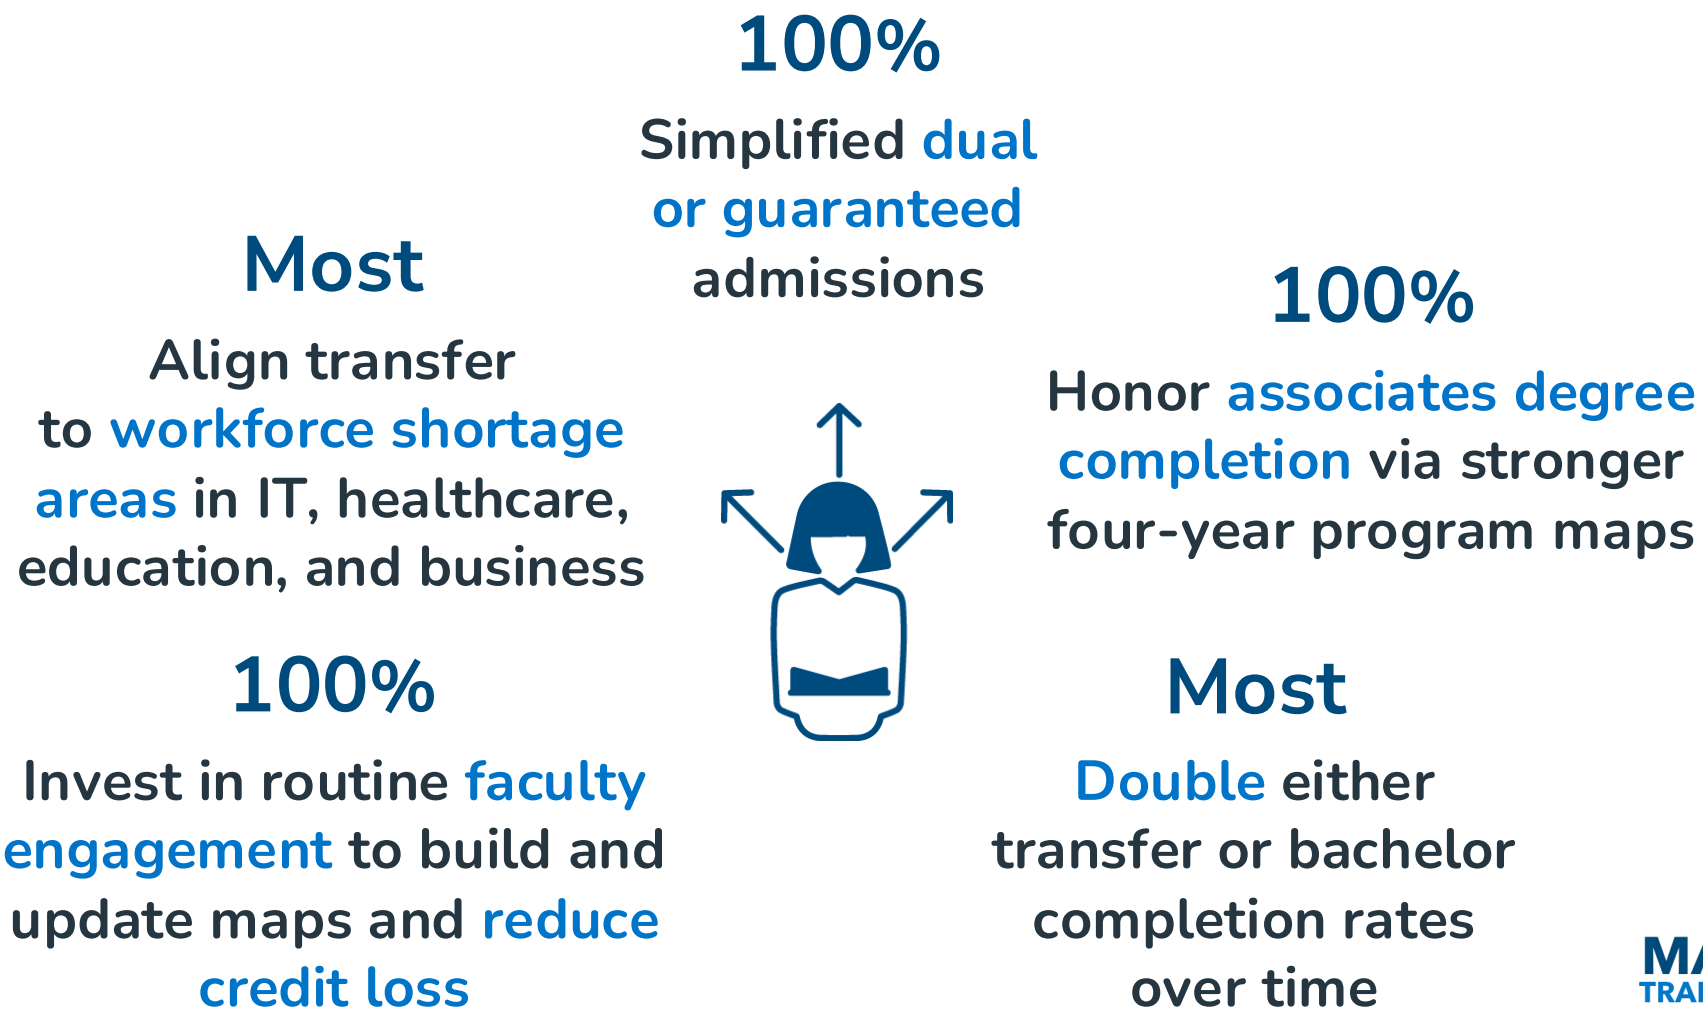 100%
Simplified dual
or guaranteed
admissions
Most
Align transfer
to workforce shortage
areas in IT, healthcare,
education, and business
100%
Honor associates degree
completion via stronger
four-year program maps
100%
Invest in routine faculty
engagement to build and
update maps and reduce
credit loss
Most
Double either
transfer or bachelor
completion rates
over time